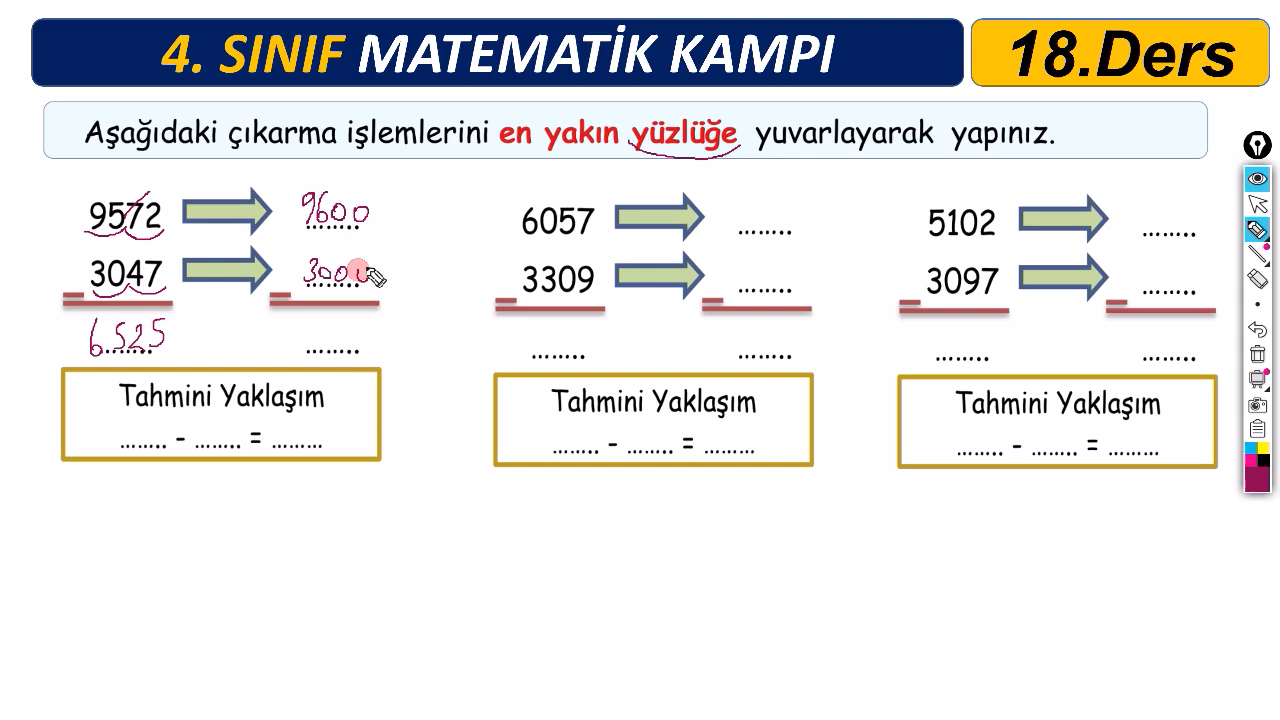 4. SINIF MATEMATİK KAMPI
18.Ders
Aşağıdaki çıkarma işlemlerini en yakın yüzlüğe yuvarlayarak yapınız.
9572 9600
3047 3000
6525 ........
Tahmini Yaklaşım
........ - ........ = .........
6057 ........
3309 ........
........ ........
Tahmini Yaklaşım
........ - ........ = .........
5102 ........
3097 ........
........ ........
Tahmini Yaklaşım
........ - ........ = .........